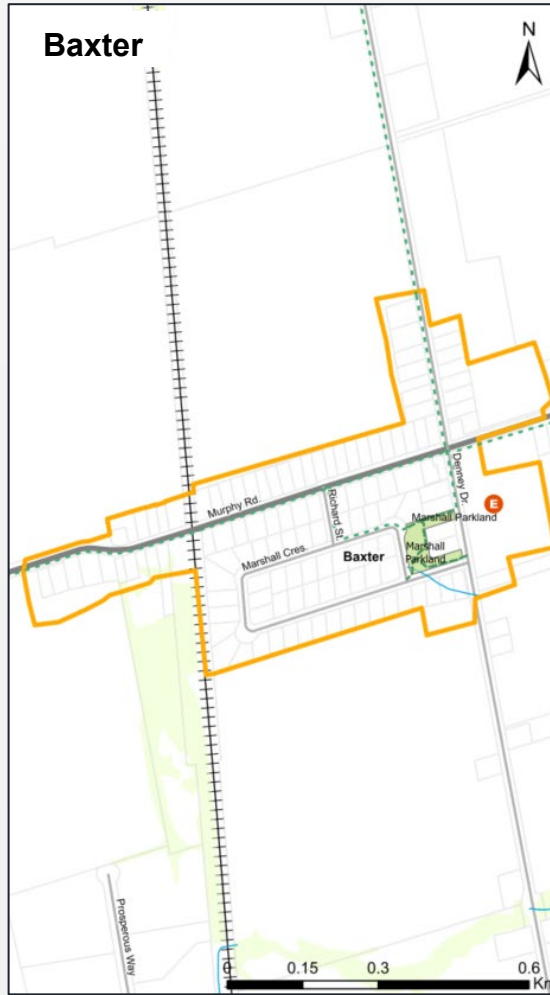 Baxter
N
Murphy Rd.
Denney Dr.
Richard St.
E
Marshall Parkland
Marshall Cres.
Baxter
Marshall
Parkland
Prosperous Way
0 0.15 0.3 0.6